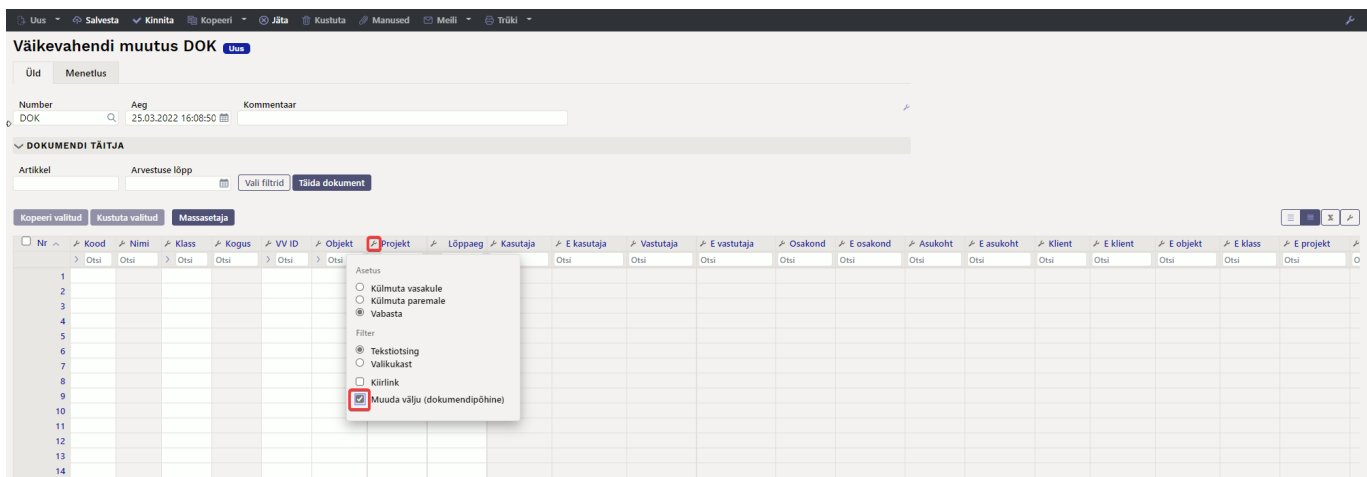 Uus Salvesta Kinnita Kopeeri Jäta Kustuta Manused Meili Trüki
Väikevahendi muutus DOK Uus
Üld Menetlus
Number Aeg Kommentaar
DOK 25.03.2022 16:08:50
DOKUMENDI TÄITJA
Artikkel Arvestuse lõpp
Vali filtrid Täida dokument
Kopeeri valitud Kustuta valitud Massasetaja
Nr Kood Nimi Klass Kogus VV ID Objekt Projekt Lõppaeg Kasutaja E kasutaja Vastutaja E vastutaja Osakond E osakond Asukoht E asukoht Klient E klient E objekt E klass E projekt
Otsi Otsi Otsi Otsi Otsi Otsi Otsi Otsi Otsi Otsi Otsi Otsi Otsi Otsi Otsi Otsi Otsi Otsi
1
Asetus
2
Külmuta vasakule
3
Külmuta paremale
4
Vabasta
5
Filter
6
Tekstiotsing
7
Valikukast
8
Kiirlink
9
Muuda välju (dokumendipõhine)
10
11
12
13
14